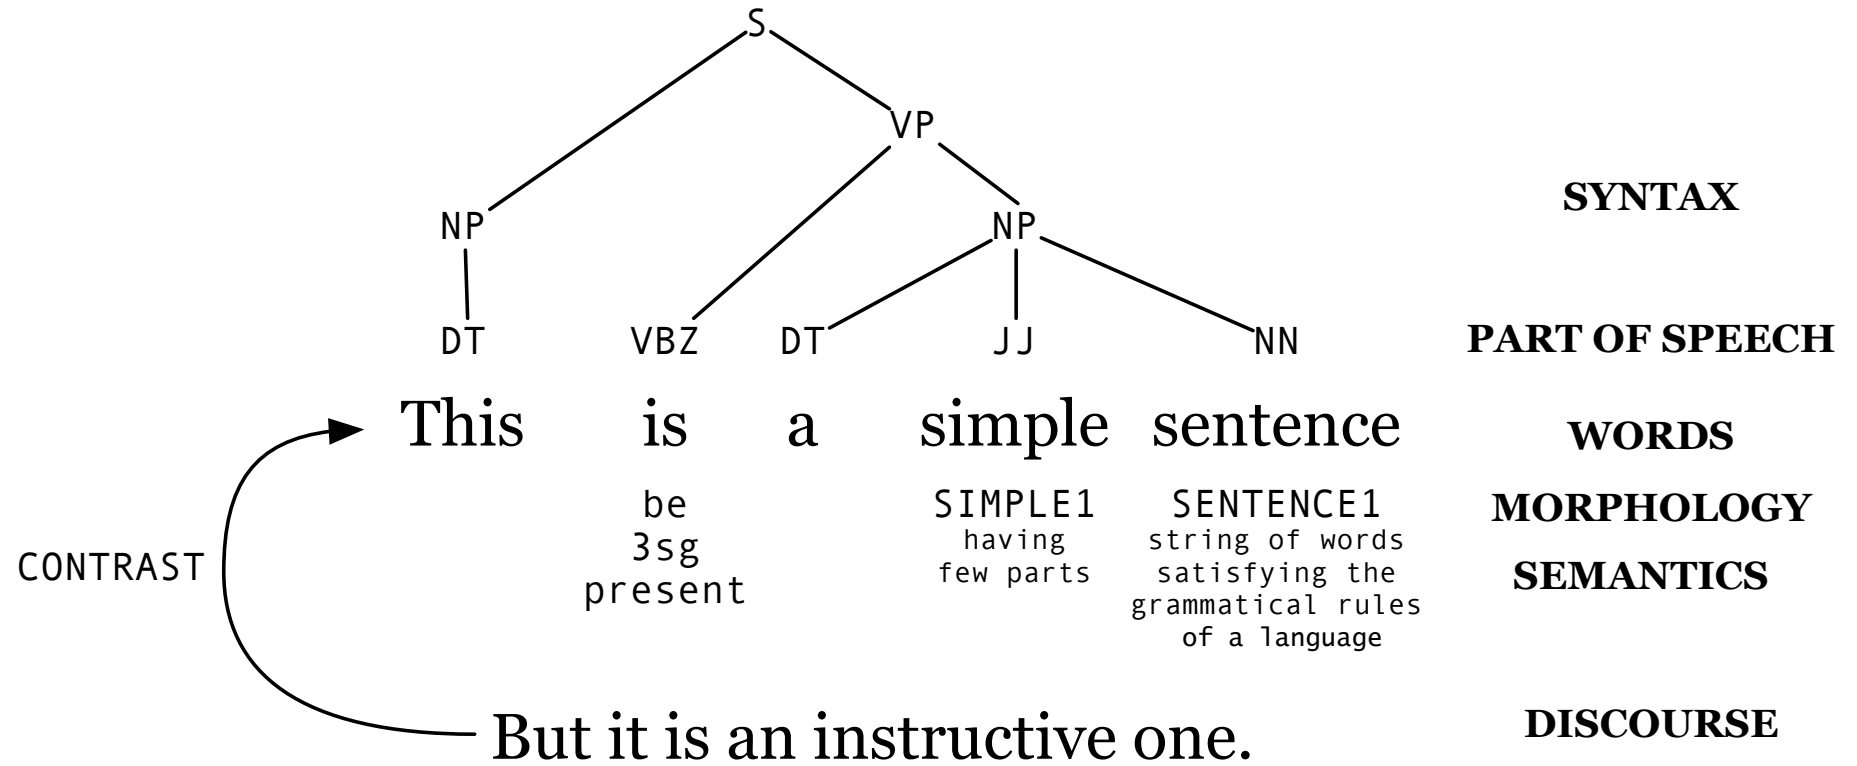 S
VP
SYNTAX
NP NP
DT VBZ DT JJ NN PART OF SPEECH
This is a simple sentence WORDS
be SIMPLE1 SENTENCE1 MORPHOLOGY
3sg having string of words
present few parts satisfying the SEMANTICS
CONTRAST
grammatical rules
of a language
But it is an instructive one. DISCOURSE